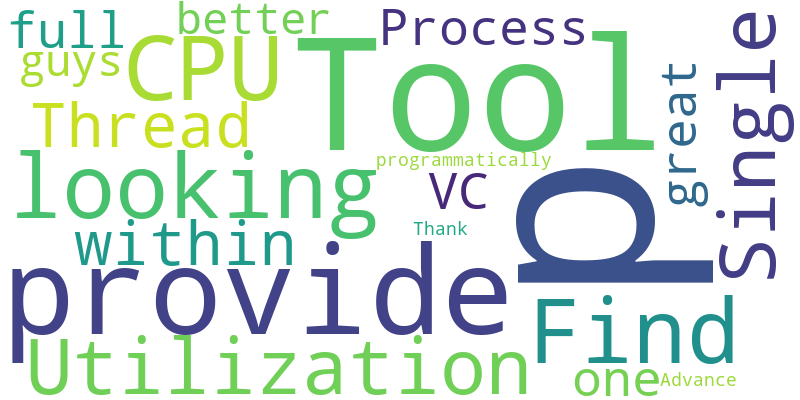 full
better
Process
guys
CPU
Tool
Single
Thread
great
looking
programmatically
VC
p
within
Thank
provide
Find
Utilization
one
Advance